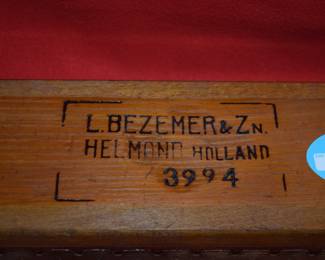 L. BEZEMER & ZN.
HELMOND HOLLAND
3994